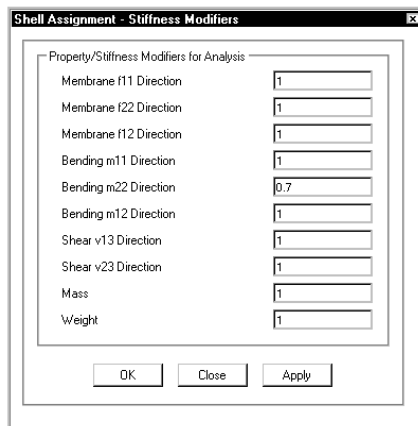 Shell Assignment - Stiffness Modifiers
Property/Stiffness Modifiers for Analysis
Membrane f11 Direction 1
Membrane f22 Direction 1
Membrane f12 Direction 1
Bending m11 Direction 1
Bending m22 Direction 0.7
Bending m12 Direction 1
Shear v13 Direction 1
Shear v23 Direction 1
Mass 1
Weight 1
OK Close Apply